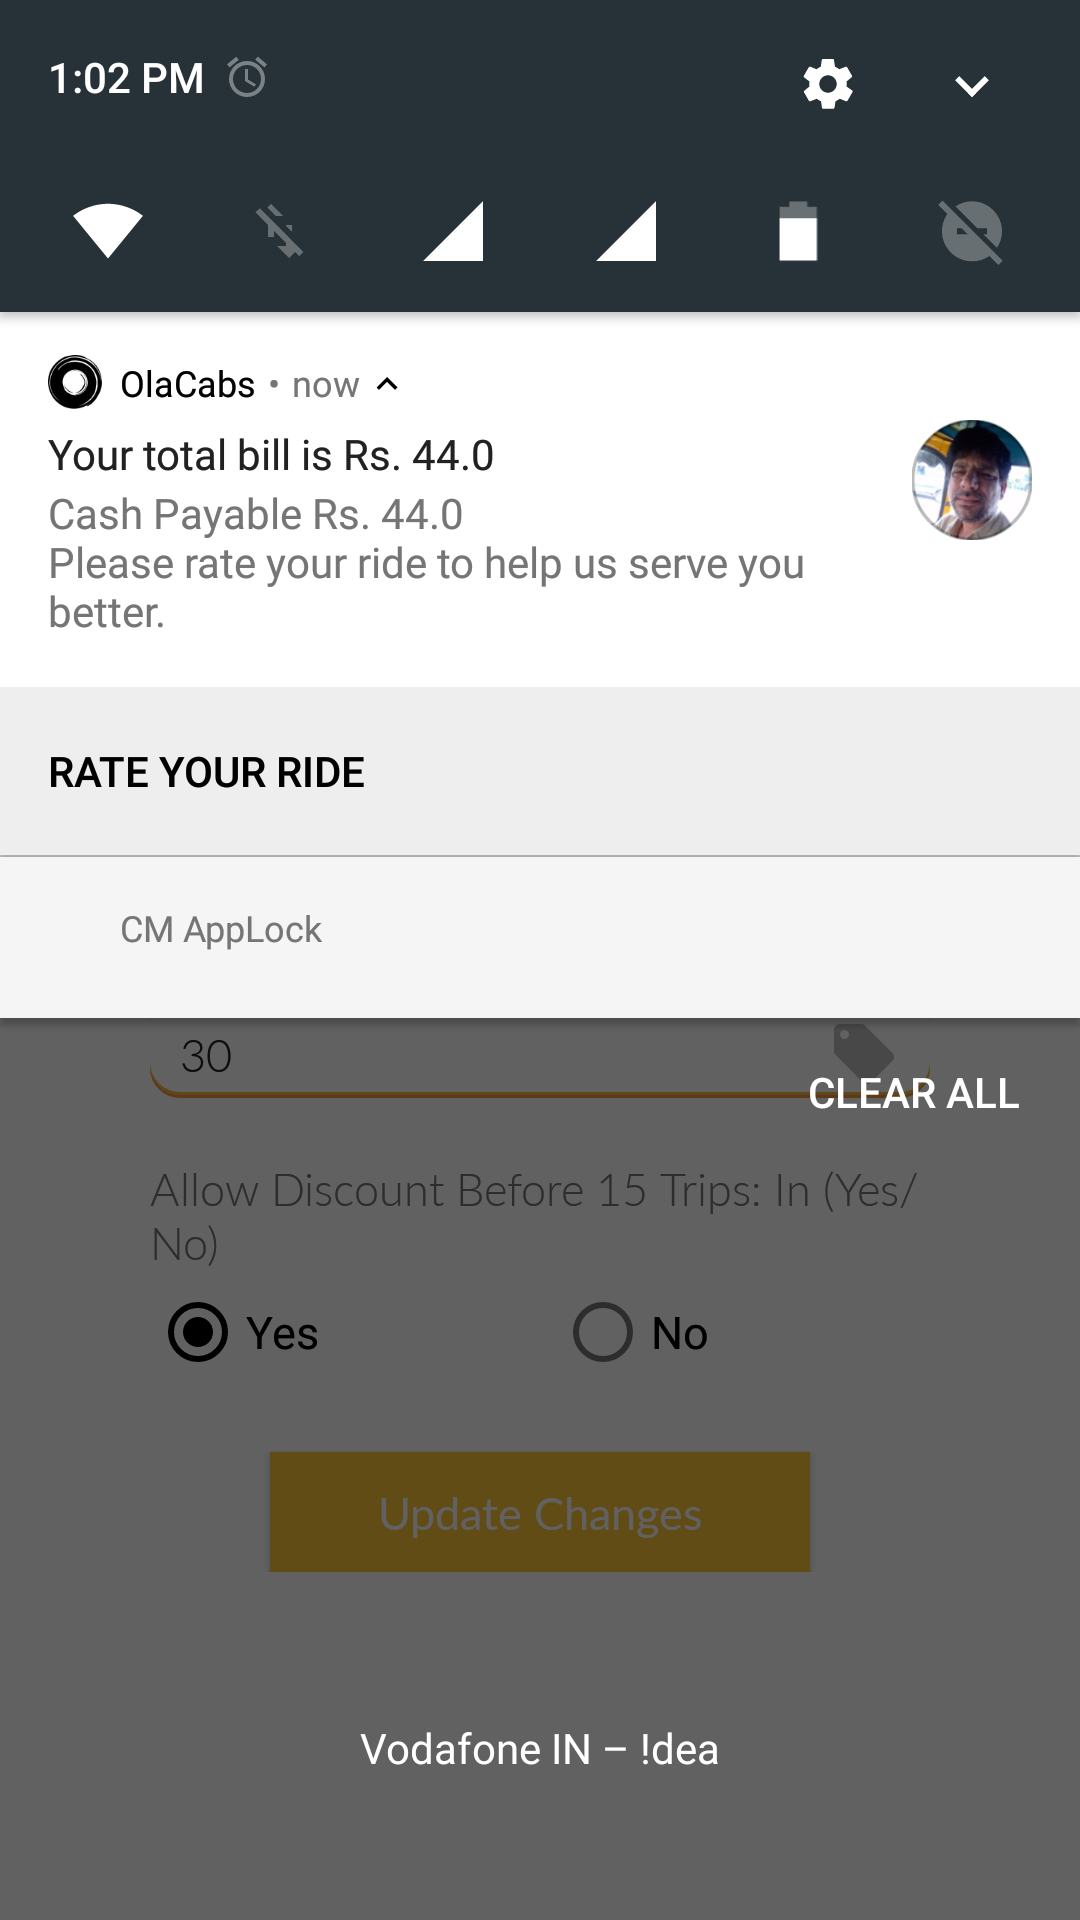 1:02 PM
OlaCabs • now
Your total bill is Rs. 44.0
Cash Payable Rs. 44.0
Please rate your ride to help us serve you
better.
RATE YOUR RIDE
CM AppLock
30
CLEAR ALL
Allow Discount Before 15 Trips: In (Yes/
No)
Yes No
Update Changes
Vodafone IN – !dea